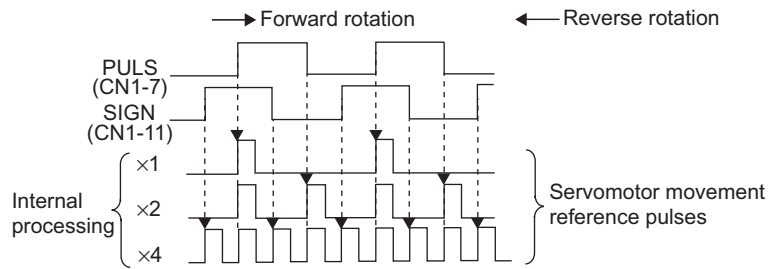 Forward rotation
Reverse rotation
PULS
(CN1-7)
SIGN
(CN1-11)
×1
Internal
processing
×2
×4
Servomotor movement
reference pulses